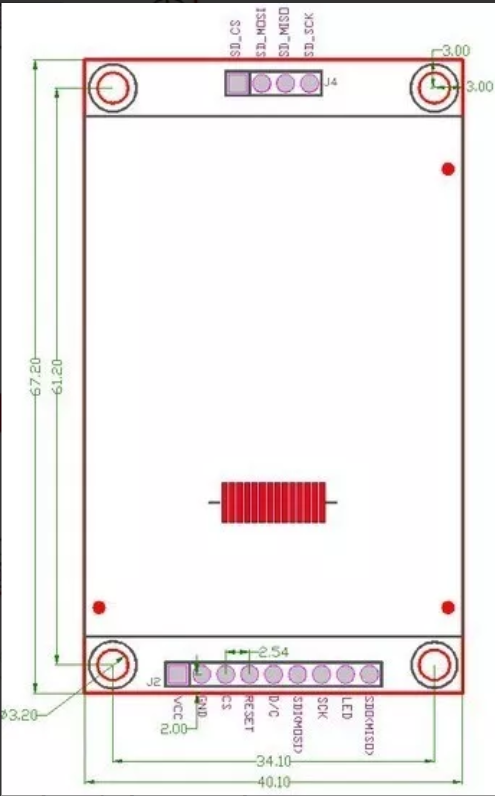 SD_CS
SD_MOSI
SD_MISO
SD_SCK
J4
3.00
3.00
67.20
61.20
2.54
J2
VCC
GND
CS
RESET
D/C
SDI(MOSI)
SCK
LED
SDO(MISO)
ø3.20
2.00
34.10
40.10